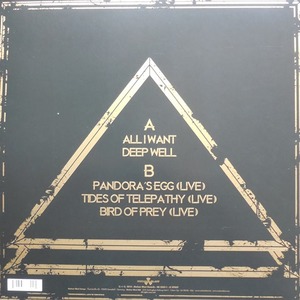 A
ALL I WANT
DEEP WELL
B
PANDORA'S EGG (LIVE)
TIDES OF TELEPATHY (LIVE)
BIRD OF PREY (LIVE)